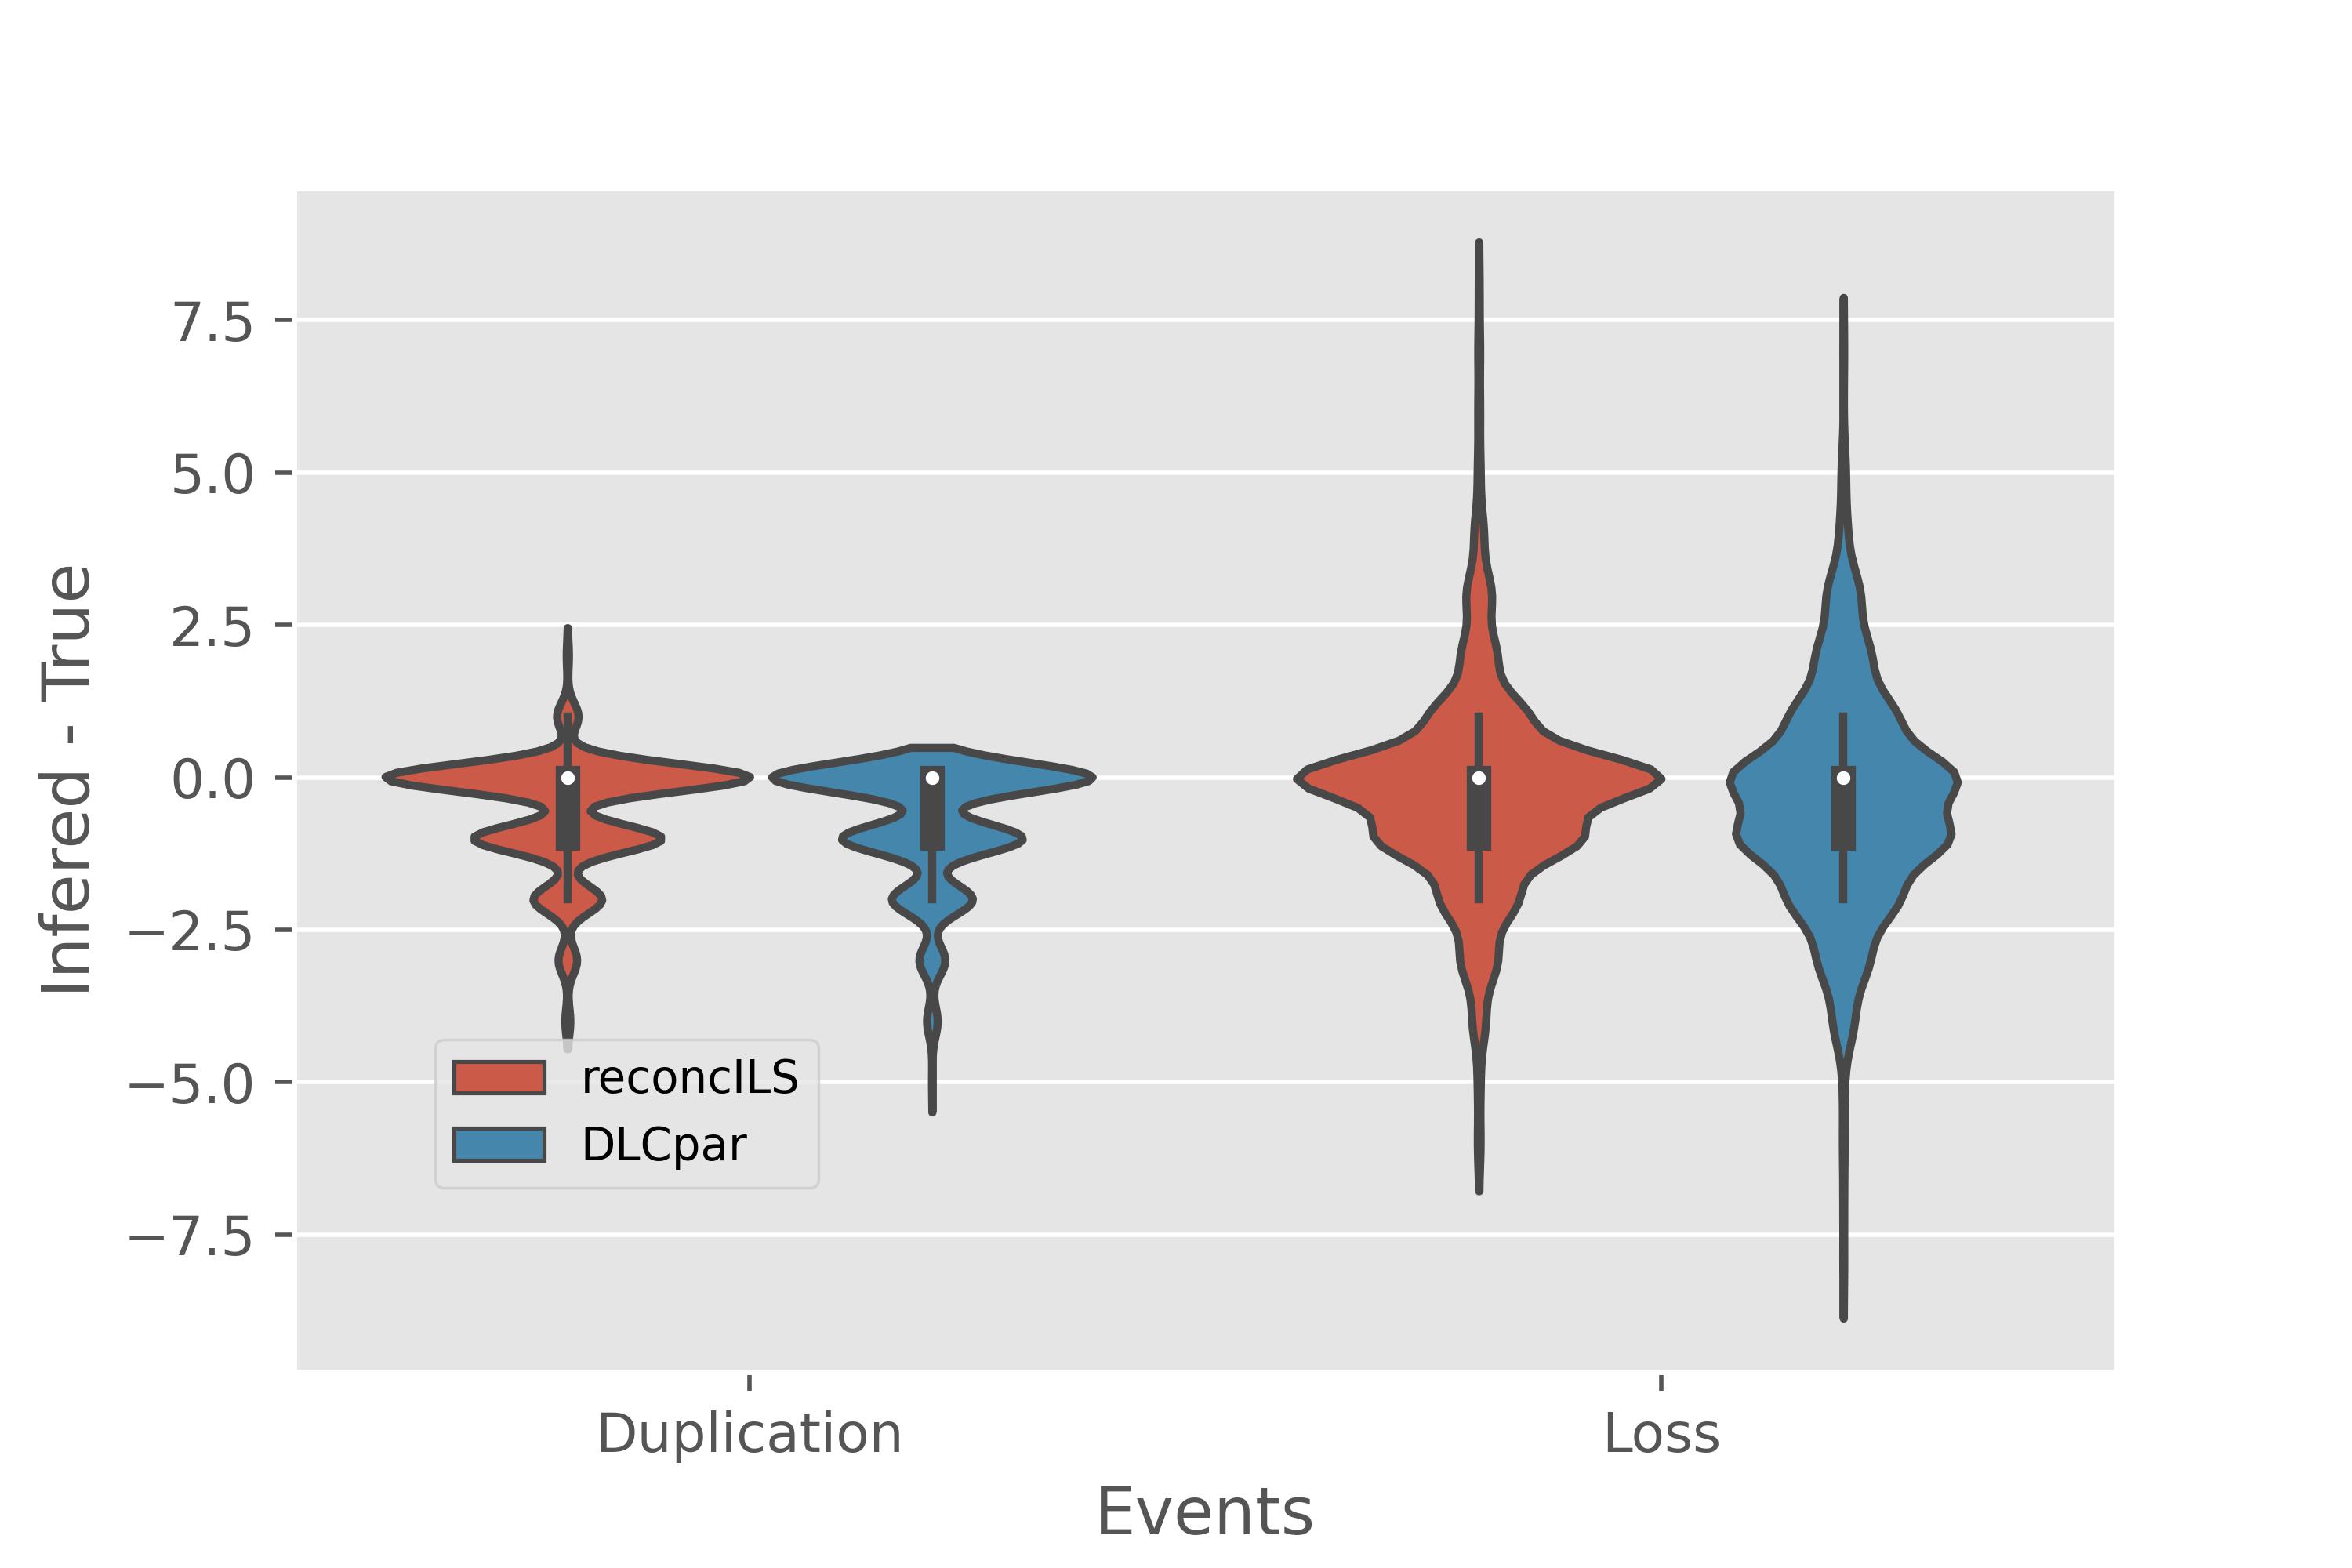 7.5
5.0
2.5
0.0
−2.5
−5.0
−7.5
Infered - True
reconcILS
DLCpar
Duplication
Loss
Events